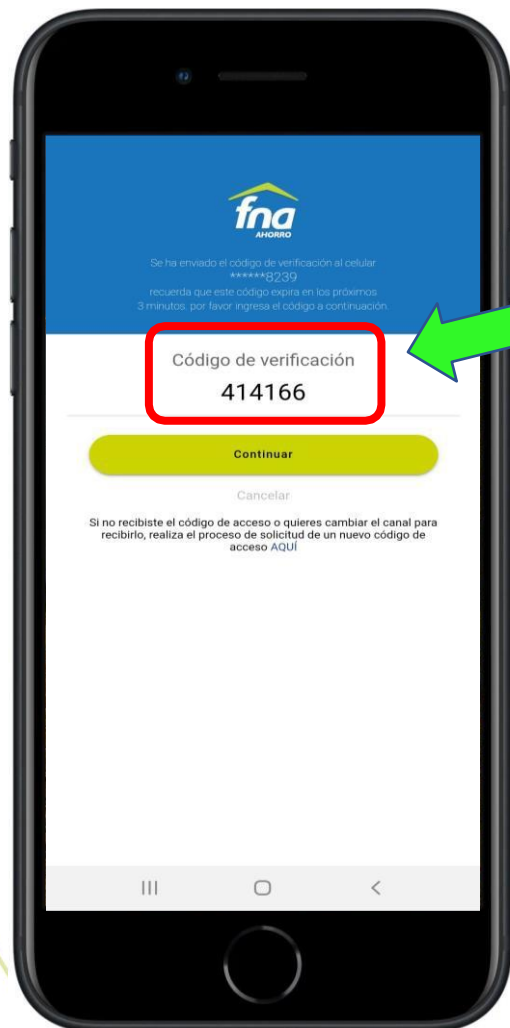 fna
AHORRO
Se ha enviado el código de verificación al celular
******8239
recuerda que este código expira en los próximos
3 minutos. por favor ingresa el código a continuación.
Código de verificación
414166
Continuar
Cancelar
Si no recibiste el código de acceso o quieres cambiar el canal para
recibirlo, realiza el proceso de solicitud de un nuevo código de
acceso AQUÍ